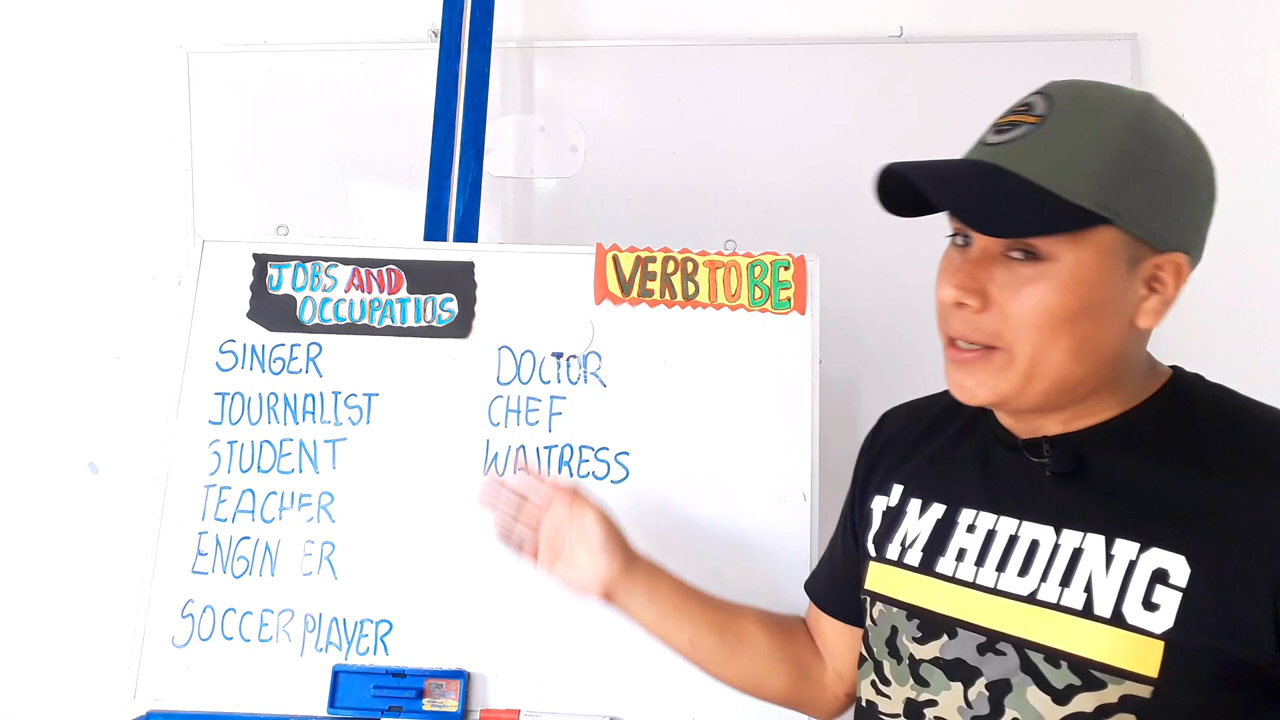 JOBS AND
OCCUPATIOS
VERB TO BE
SINGER
JOURNALIST
STUDENT
TEACHER
ENGIN ER
SOCCER PLAYER
DOCTOR
CHEF
WAITRESS
I'M HIDING